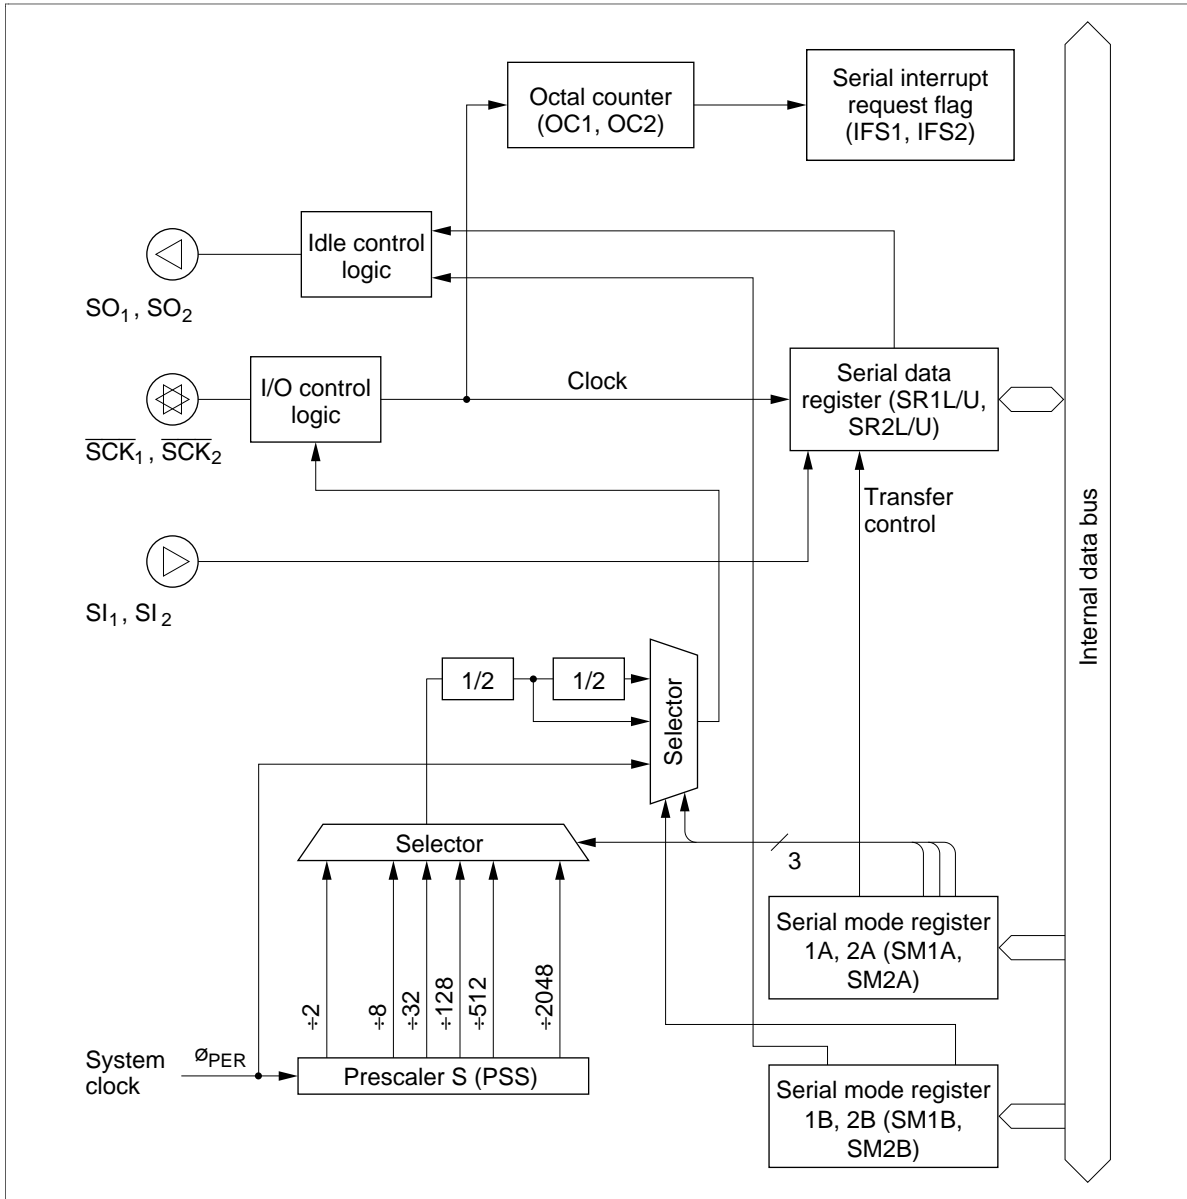 Octal counter
(OC1, OC2)
Serial interrupt
request flag
(IFS1, IFS2)
Idle control
logic
SO1, SO2
I/O control
logic
Clock
Serial data
register (SR1L/U,
SR2L/U)
S̅C̅K̅1, S̅C̅K̅2
Transfer
control
Internal data bus
SI1, SI2
1/2
1/2
Selector
Selector
3
Serial mode register
1A, 2A (SM1A,
SM2A)
÷2
÷8
÷32
÷128
÷512
÷2048
System
clock
øPER
Prescaler S (PSS)
Serial mode register
1B, 2B (SM1B,
SM2B)